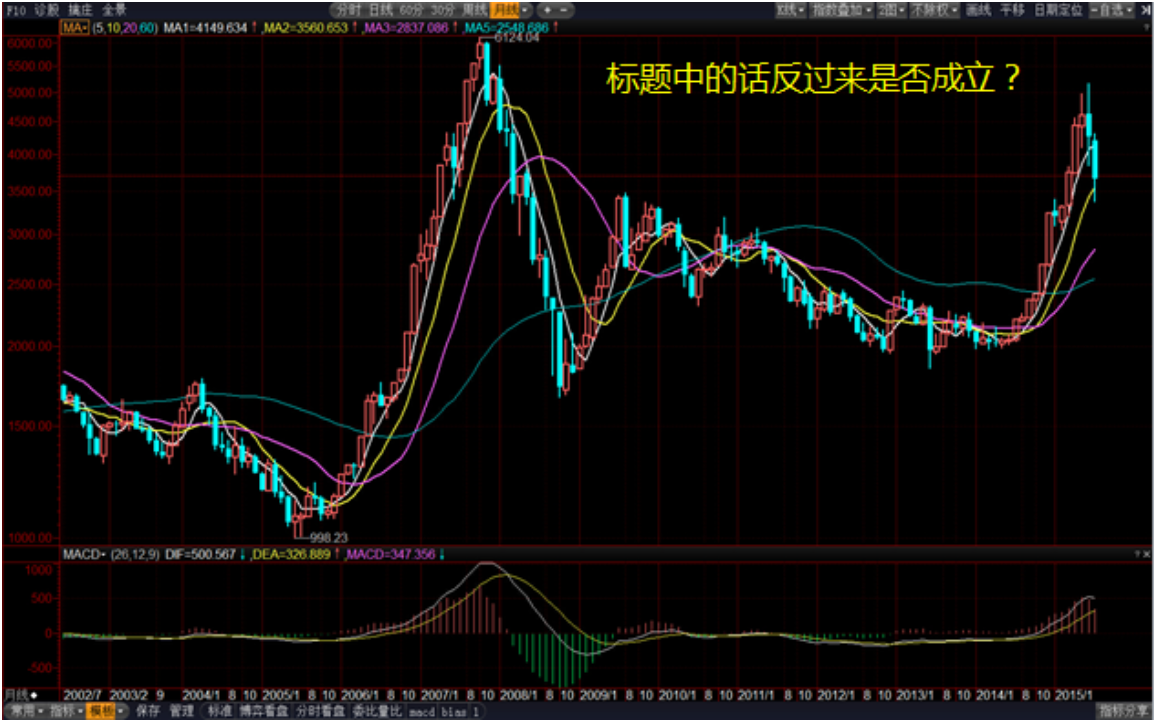 F10 诊股 擒庄 全景 分时 日线 60分 30分 周线 月线 + − K线 指数叠加 2图 不除权 画线 平移 日期定位 −自选
MA (5,10,20,60) MA1=4149.634↑,MA2=3560.653↑,MA3=2837.086↑,MA5=2548.686↑
6124.04
6000.00
标题中的话反过来是否成立？
5500.00
5000.00
4500.00
4000.00
3500.00
3000.00
2500.00
2000.00
1500.00
998.23
1000.00
MACD (26,12,9) DIF=500.567↓,DEA=326.889↑,MACD=347.356↓ ? ×
1000
500
0
-500
月线 2002/7 2003/2 9 2004/1 8 10 2005/1 8 10 2006/1 8 10 2007/1 8 10 2008/1 8 10 2009/1 8 10 2010/1 8 10 2011/1 8 10 2012/1 8 10 2013/1 8 10 2014/1 8 10 2015/1
常用 指标 模板 保存 管理 标准 博弈看盘 分时看盘 委比量比 macd bias 1 指标分享